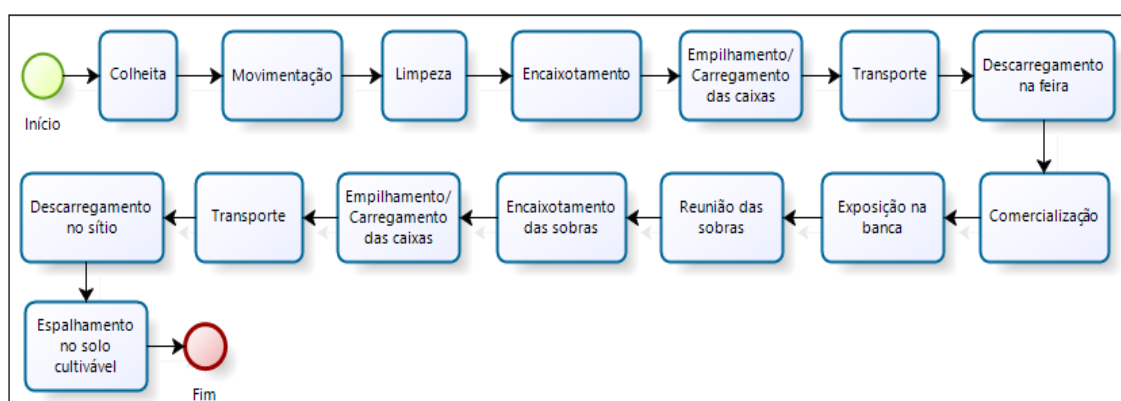 Início
Colheita
Movimentação
Limpeza
Encaixotamento
Empilhamento/
Carregamento
das caixas
Transporte
Descarregamento
na feira
Comercialização
Exposição na
banca
Reunião das
sobras
Encaixotamento
das sobras
Empilhamento/
Carregamento
das caixas
Transporte
Descarregamento
no sítio
Espalhamento
no solo
cultivável
Fim